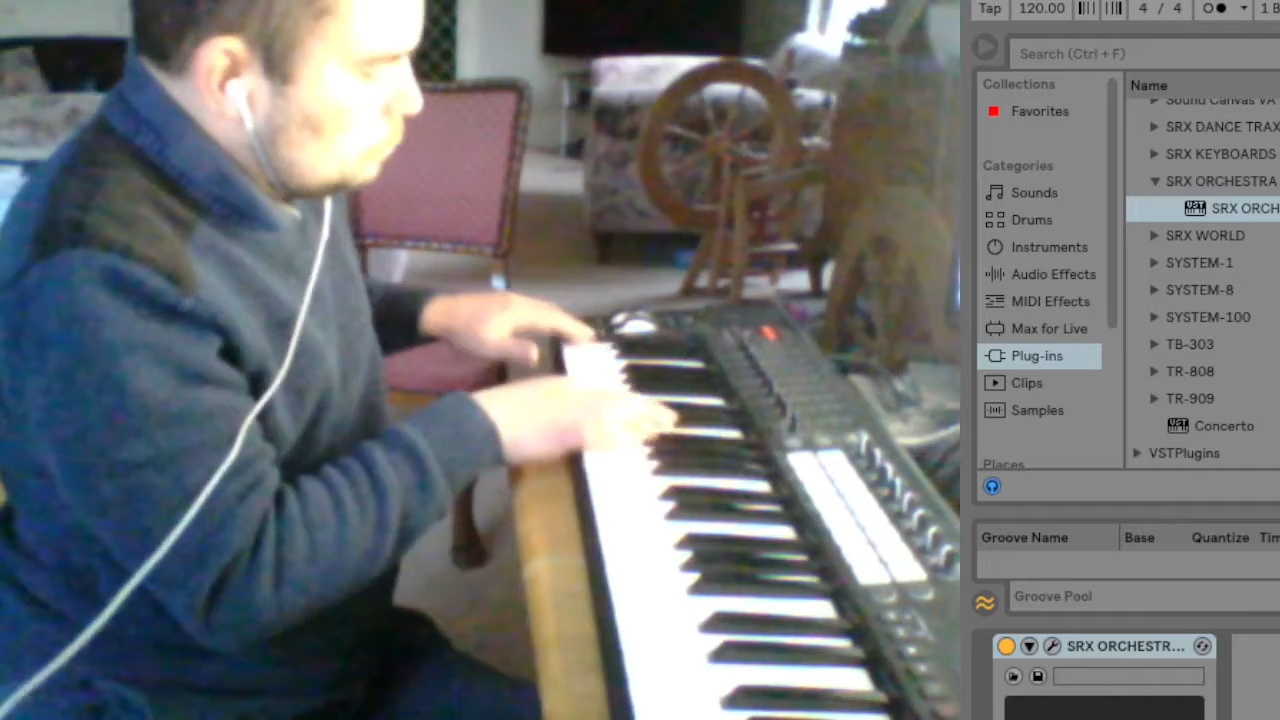 Tap 120.00 4 / 4 1 B
Search (Ctrl + F)
Collections
Favorites
Categories
Sounds
Drums
Instruments
Audio Effects
MIDI Effects
Max for Live
Plug-ins
Clips
Samples
Places
Name
Sound Canvas VA
SRX DANCE TRAX
SRX KEYBOARDS
SRX ORCHESTRA
SRX ORCH
SRX WORLD
SYSTEM-1
SYSTEM-8
SYSTEM-100
TB-303
TR-808
TR-909
Concerto
VSTPlugins
Groove Name Base Quantize Tim
Groove Pool
SRX ORCHESTR...